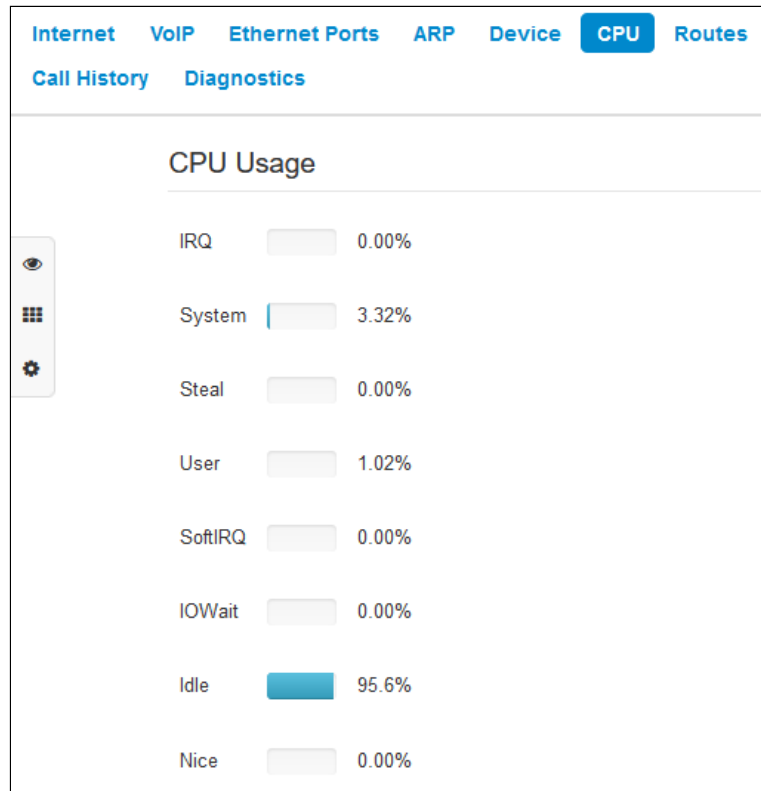 Internet VoIP Ethernet Ports ARP Device CPU Routes
Call History Diagnostics
CPU Usage
IRQ 0.00%
System 3.32%
Steal 0.00%
User 1.02%
SoftIRQ 0.00%
IOWait 0.00%
Idle 95.6%
Nice 0.00%